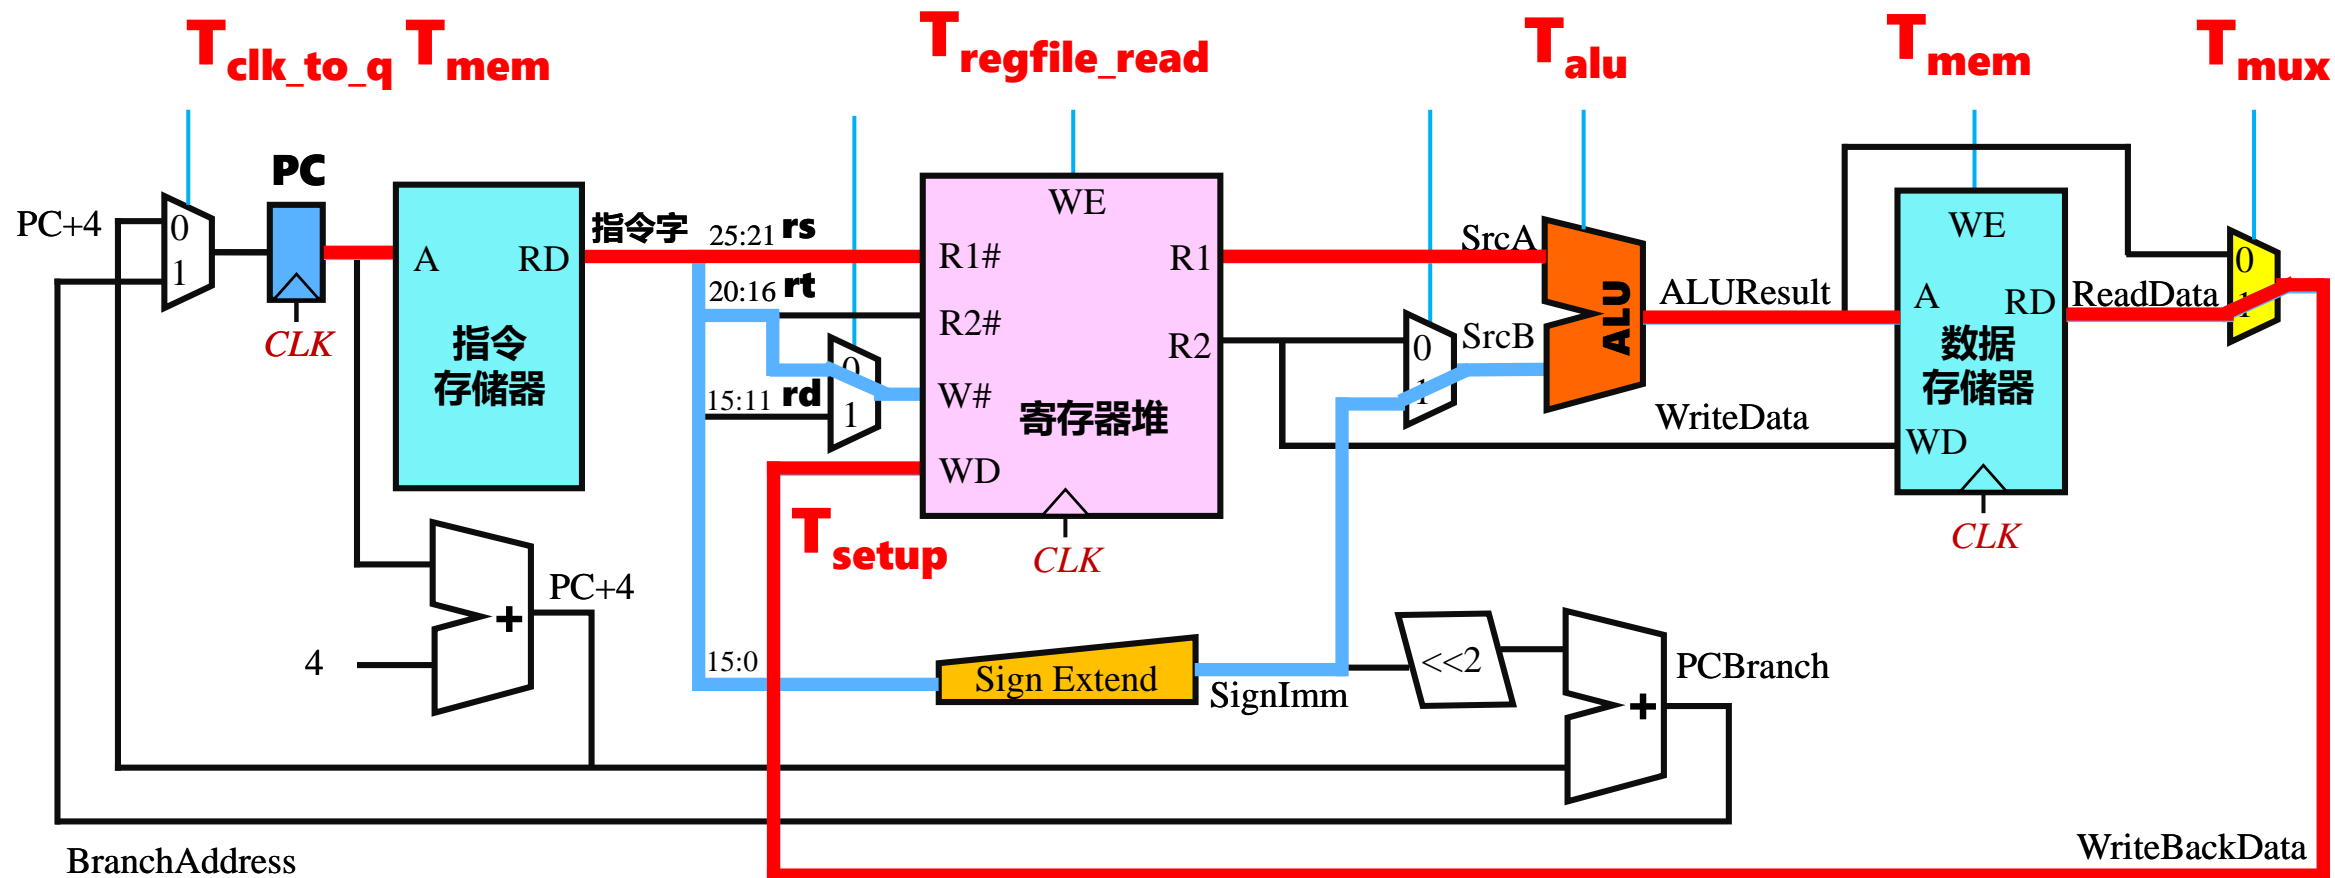 Tclk_to_q Tmem Tregfile_read Talu Tmem Tmux
PC
PC+4
0
1
CLK
A
RD
指令
存储器
指令字
25:21 rs
20:16 rt
15:11 rd
0
1
WE
R1#
R1
R2#
R2
W#
寄存器堆
WD
CLK
Tsetup
SrcA
SrcB
0
1
ALU
ALUResult
WriteData
WE
A
RD
数据
存储器
WD
CLK
ReadData
0
1
PC+4
+
4
15:0
Sign Extend
SignImm
<<2
+
PCBranch
BranchAddress
WriteBackData